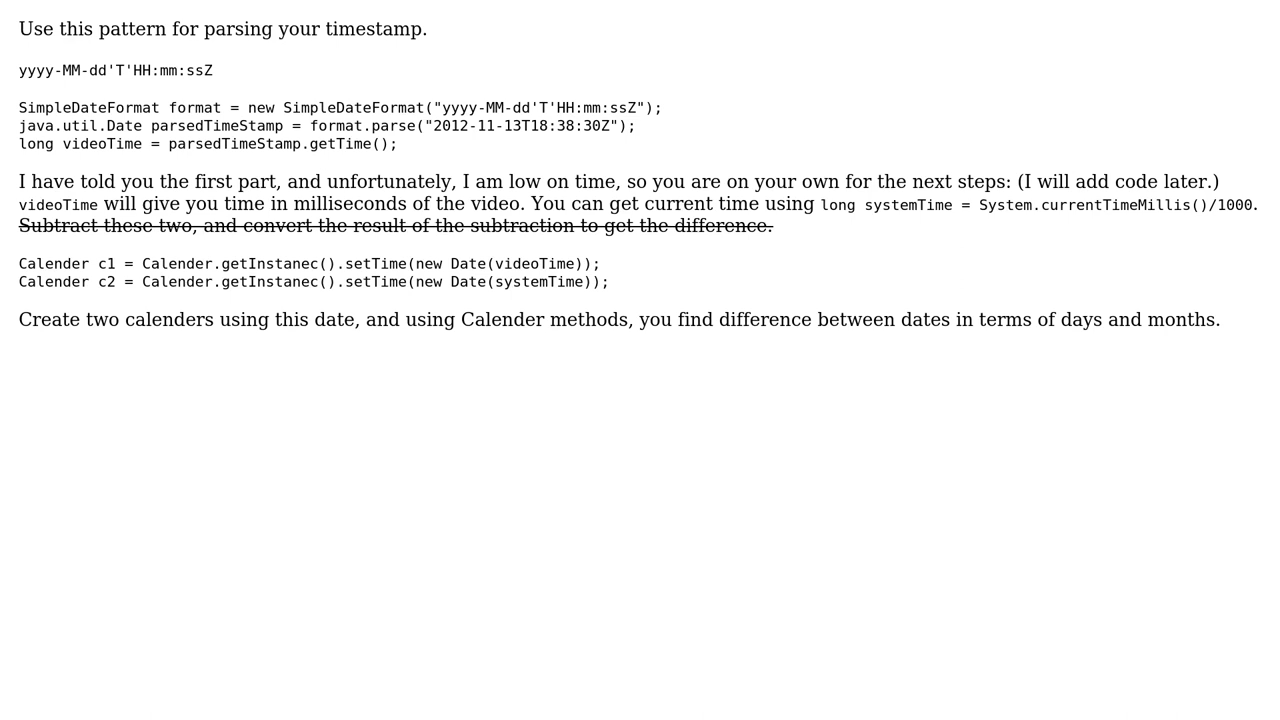 Use this pattern for parsing your timestamp.
yyyy-MM-dd'T'HH:mm:ssZ
SimpleDateFormat format = new SimpleDateFormat("yyyy-MM-dd'T'HH:mm:ssZ");
java.util.Date parsedTimeStamp = format.parse("2012-11-13T18:38:30Z");
long videoTime = parsedTimeStamp.getTime();
I have told you the first part, and unfortunately, I am low on time, so you are on your own for the next steps: (I will add code later.)
videoTime will give you time in milliseconds of the video. You can get current time using long systemTime = System.currentTimeMillis()/1000.
Subtract these two, and convert the result of the subtraction to get the difference.
Calender c1 = Calender.getInstanec().setTime(new Date(videoTime));
Calender c2 = Calender.getInstanec().setTime(new Date(systemTime));
Create two calenders using this date, and using Calender methods, you find difference between dates in terms of days and months.